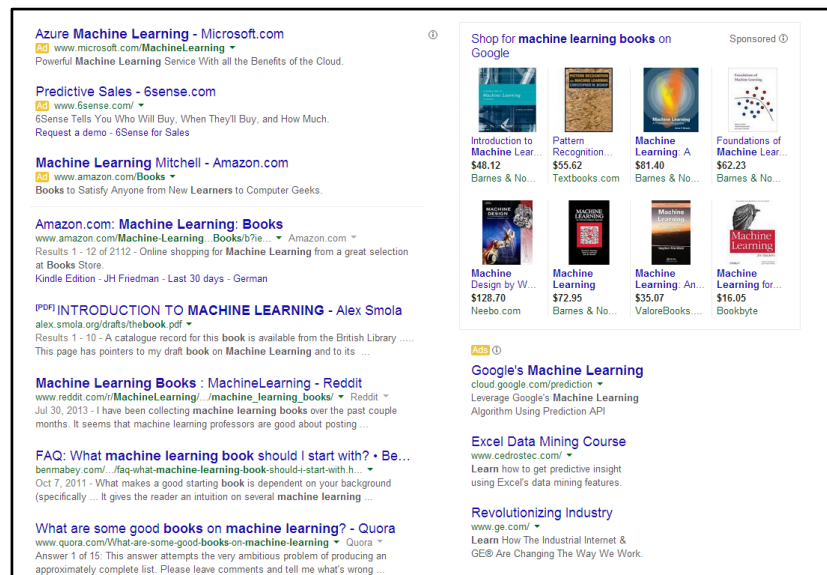 Azure Machine Learning - Microsoft.com
Ad www.microsoft.com/MachineLearning
Powerful Machine Learning Service With all the Benefits of the Cloud.
Predictive Sales - 6sense.com
Ad www.6sense.com/
6Sense Tells You Who Will Buy, When They'll Buy, and How Much.
Request a demo - 6Sense for Sales
Machine Learning Mitchell - Amazon.com
Ad www.amazon.com/Books
Books to Satisfy Anyone from New Learners to Computer Geeks.
Amazon.com: Machine Learning: Books
www.amazon.com/Machine-Learning...Books/b?ie... Amazon.com
Results 1 - 12 of 2112 - Online shopping for Machine Learning from a great selection
at Books Store.
Kindle Edition - JH Friedman - Last 30 days - German
[PDF] INTRODUCTION TO MACHINE LEARNING - Alex Smola
alex.smola.org/drafts/thebook.pdf
Results 1 - 10 - A catalogue record for this book is available from the British Library .....
This page has pointers to my draft book on Machine Learning and to its ...
Machine Learning Books : MachineLearning - Reddit
www.reddit.com/r/MachineLearning/.../machine_learning_books/ Reddit
Jul 30, 2013 - I have been collecting machine learning books over the past couple
months. It seems that machine learning professors are good about posting ...
FAQ: What machine learning book should I start with? • Be...
benmabey.com/.../faq-what-machine-learning-book-should-i-start-with.h...
Oct 7, 2011 - What makes a good starting book is dependent on your background
(specifically ... It gives the reader an intuition on several machine learning ...
What are some good books on machine learning? - Quora
www.quora.com/What-are-some-good-books-on-machine-learning Quora
Answer 1 of 15: This answer attempts the very ambitious problem of producing an
approximately complete list. Please leave comments and tell me what's wrong ...
Shop for machine learning books on
Google
Sponsored
Introduction to
Machine Lear...
$48.12
Barnes & No...
Pattern
Recognition...
$55.62
Textbooks.com
Machine
Learning: A
$81.40
Barnes & No...
Foundations of
Machine Lear...
$62.23
Barnes & No...
Machine
Design by W...
$128.70
Neebo.com
Machine
Learning
$72.95
Barnes & No...
Machine
Learning: An...
$35.07
ValoreBooks....
Machine
Learning for...
$16.05
Bookbyte
Ads
Google's Machine Learning
cloud.google.com/prediction
Leverage Google's Machine Learning
Algorithm Using Prediction API
Excel Data Mining Course
www.cedrostec.com/
Learn how to get predictive insight
using Excel's data mining features.
Revolutionizing Industry
www.ge.com/
Learn How The Industrial Internet &
GE® Are Changing The Way We Work.